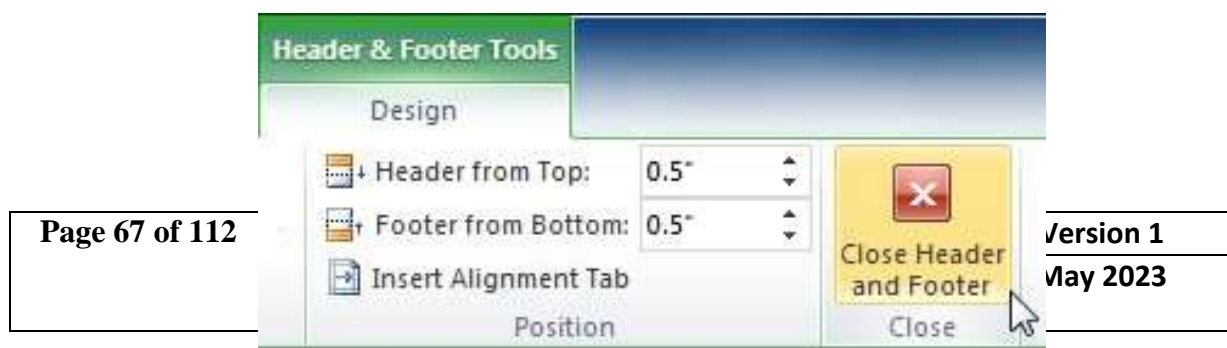 Header & Footer Tools
Design
Header from Top: 0.5"
Footer from Bottom: 0.5"
Insert Alignment Tab
Position
Close Header
and Footer
Close
Page 67 of 112
Version 1
May 2023